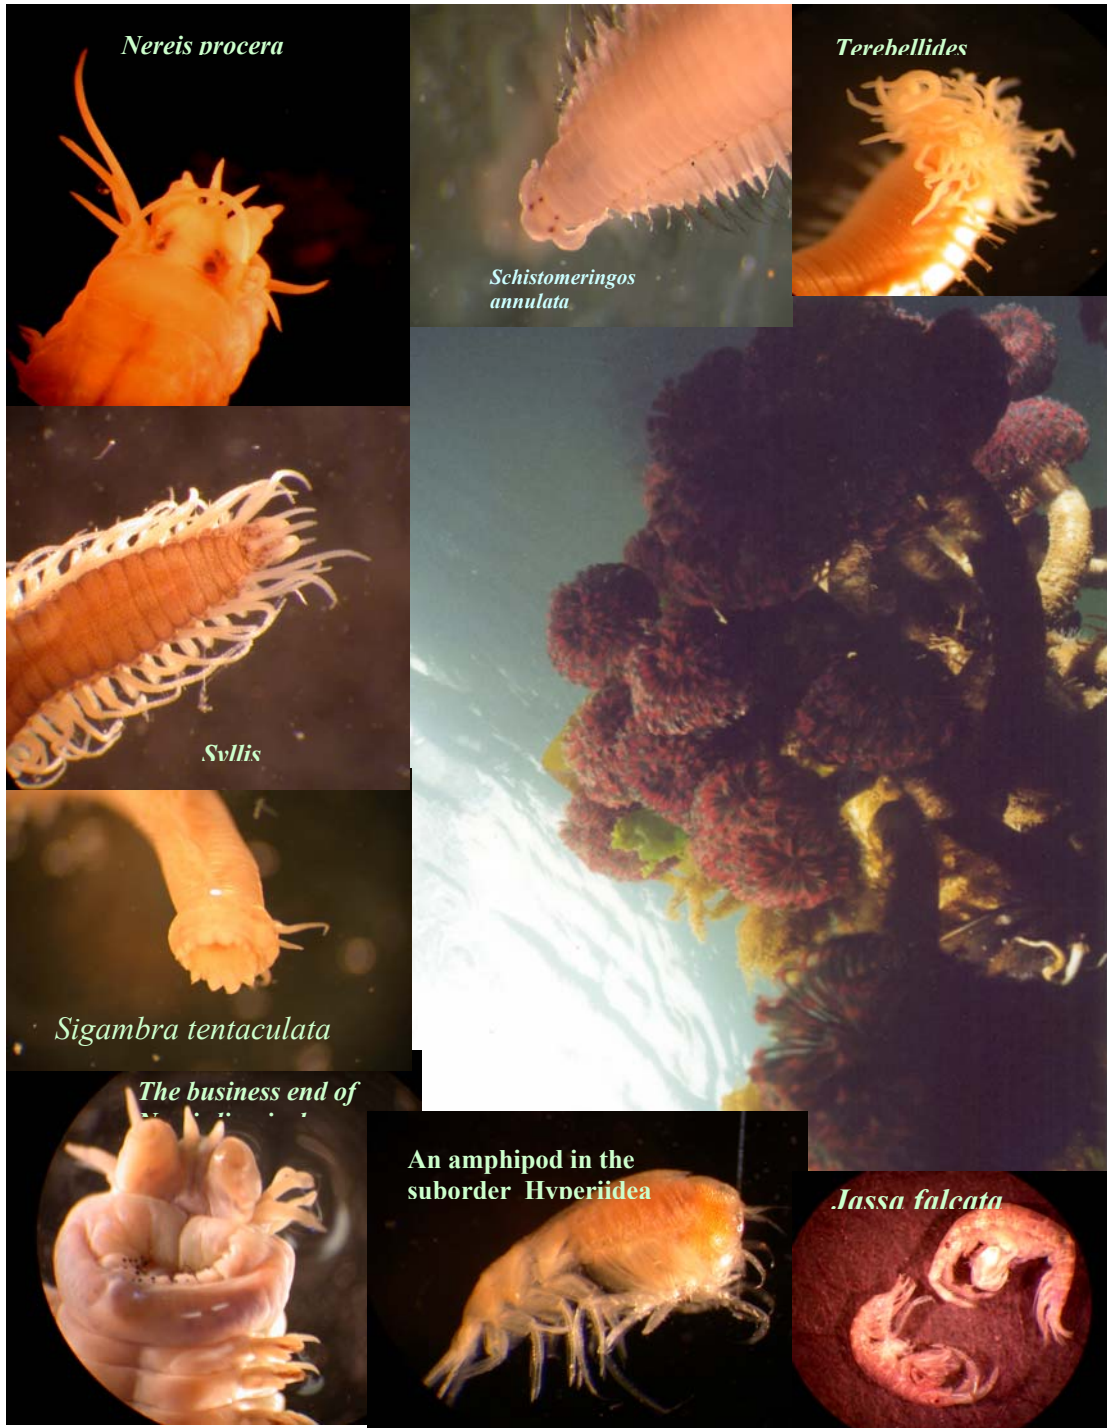 Nereis procera
Schistomeringos
annulata
Terebellides
Syllis
Sigambra tentaculata
The business end of
An amphipod in the
suborder Hyperiidea
Jassa falcata